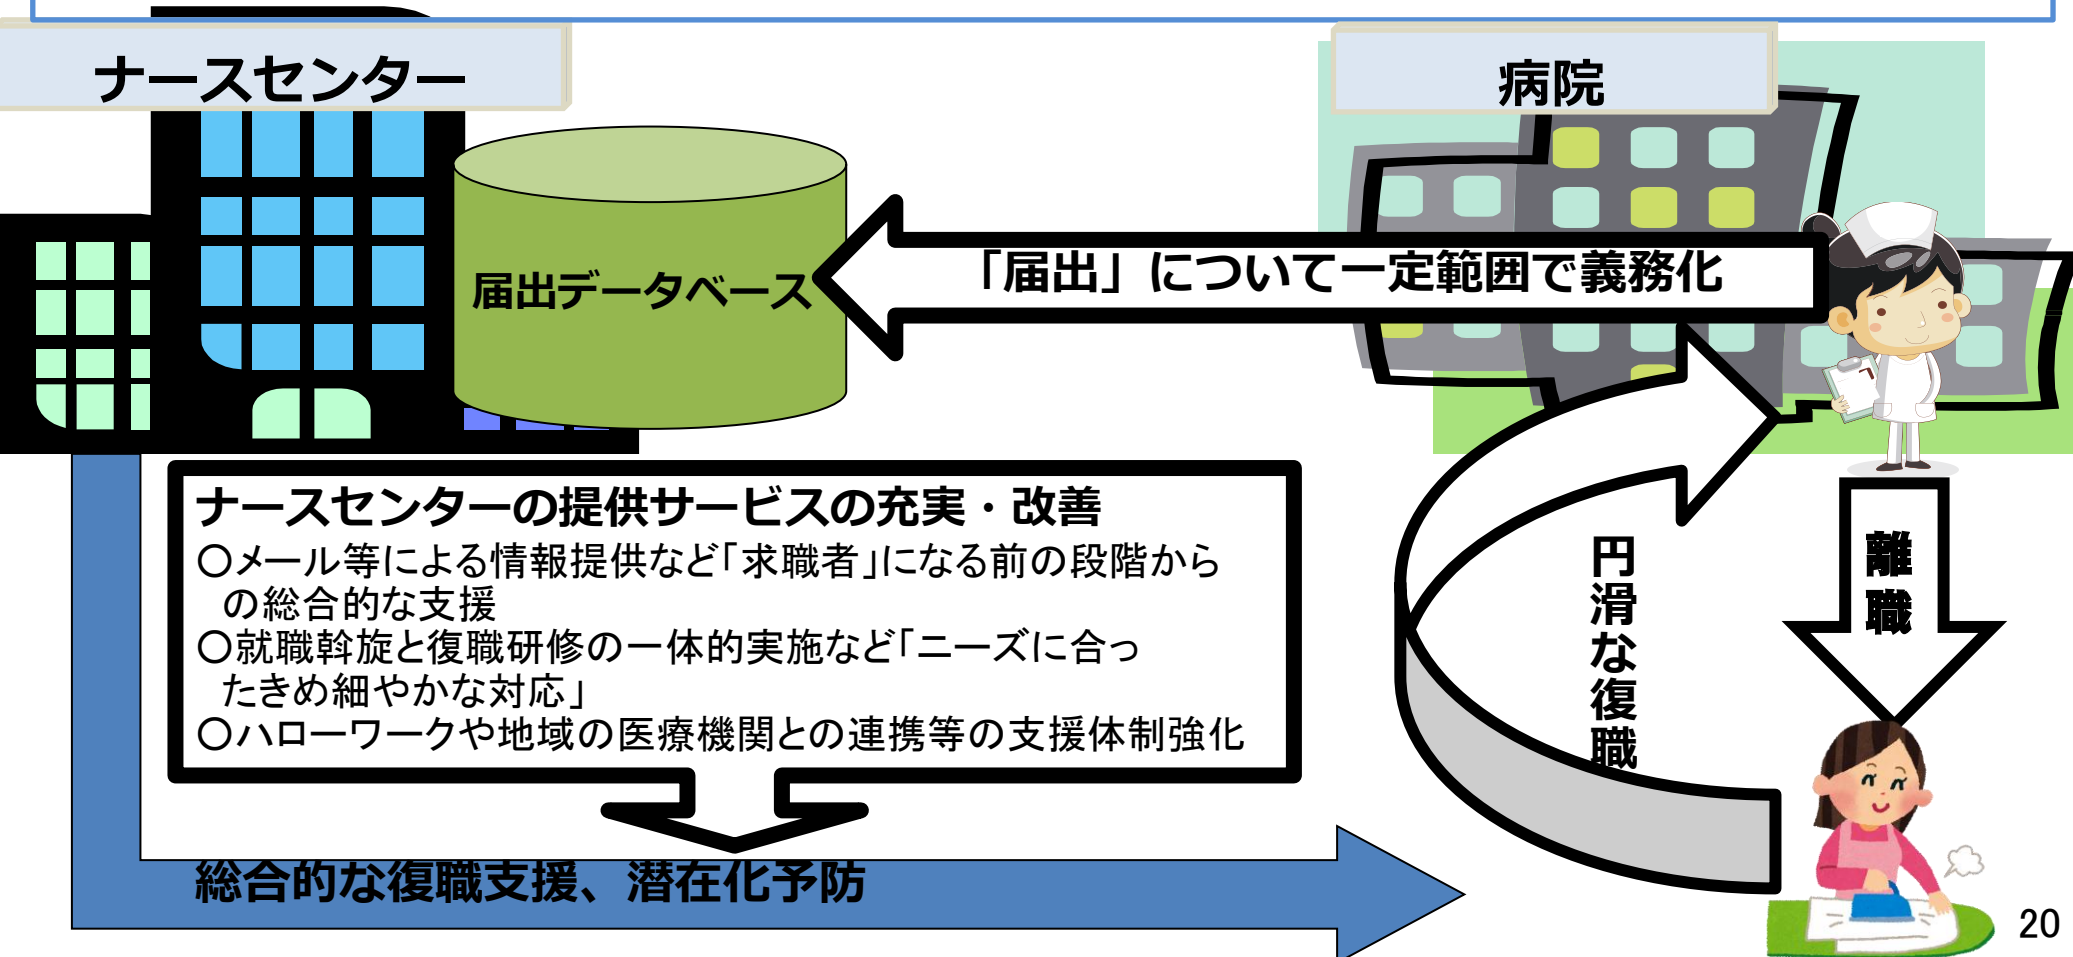 ナースセンター
病院
届出データベース
「届出」について一定範囲で義務化
ナースセンターの提供サービスの充実・改善
○メール等による情報提供など「求職者」になる前の段階から
の総合的な支援
○就職斡旋と復職研修の一体的実施など「ニーズに合っ
たきめ細やかな対応」
○ハローワークや地域の医療機関との連携等の支援体制強化
円滑な復職
離職
総合的な復職支援、潜在化予防
20